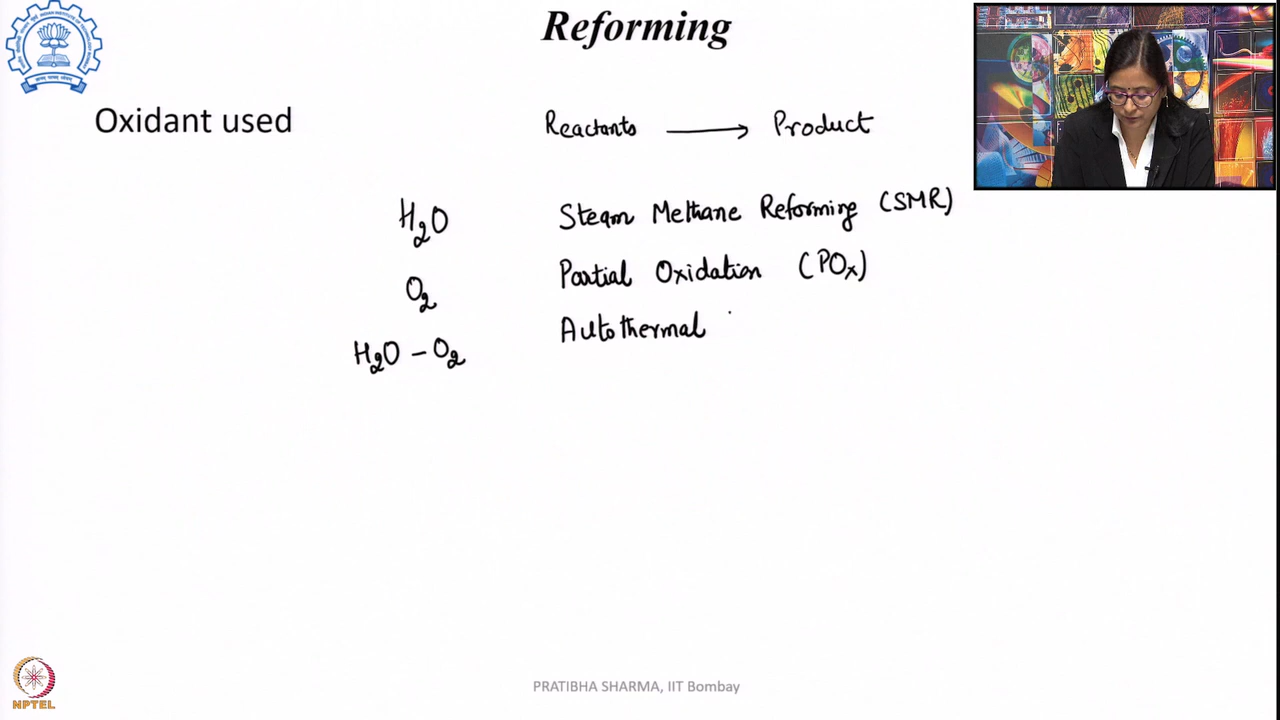 Reforming
Oxidant used
Reactants ⟶ Product
H₂O Steam Methane Reforming (SMR)
O₂ Partial Oxidation (POₓ)
H₂O – O₂ Autothermal
PRATIBHA SHARMA, IIT Bombay
NPTEL